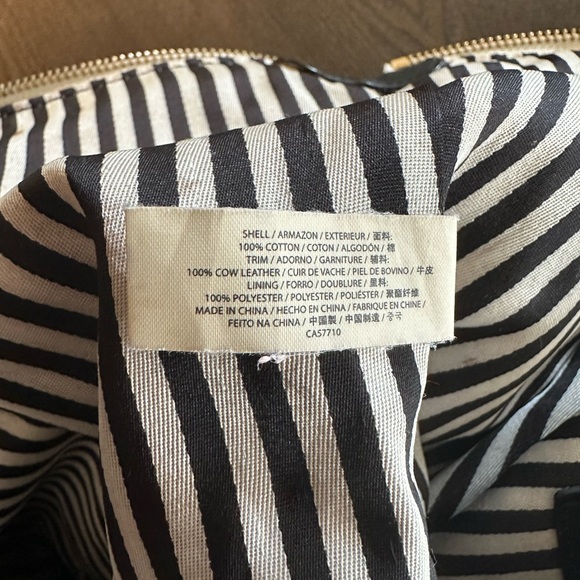 SHELL / ARMAZON / EXTERIEUR / 面料:
100% COTTON / COTON / ALGODÓN / 棉
TRIM / ADORNO / GARNITURE / 辅料:
100% COW LEATHER / CUIR DE VACHE / PIEL DE BOVINO / 牛皮
LINING / FORRO / DOUBLURE / 里料:
100% POLYESTER / POLYESTER / POLIÉSTER / 聚酯纤维
MADE IN CHINA / HECHO EN CHINA / FABRIQUE EN CHINE /
FEITO NA CHINA / 中國製 / 中国制造 / 중국
CA57710